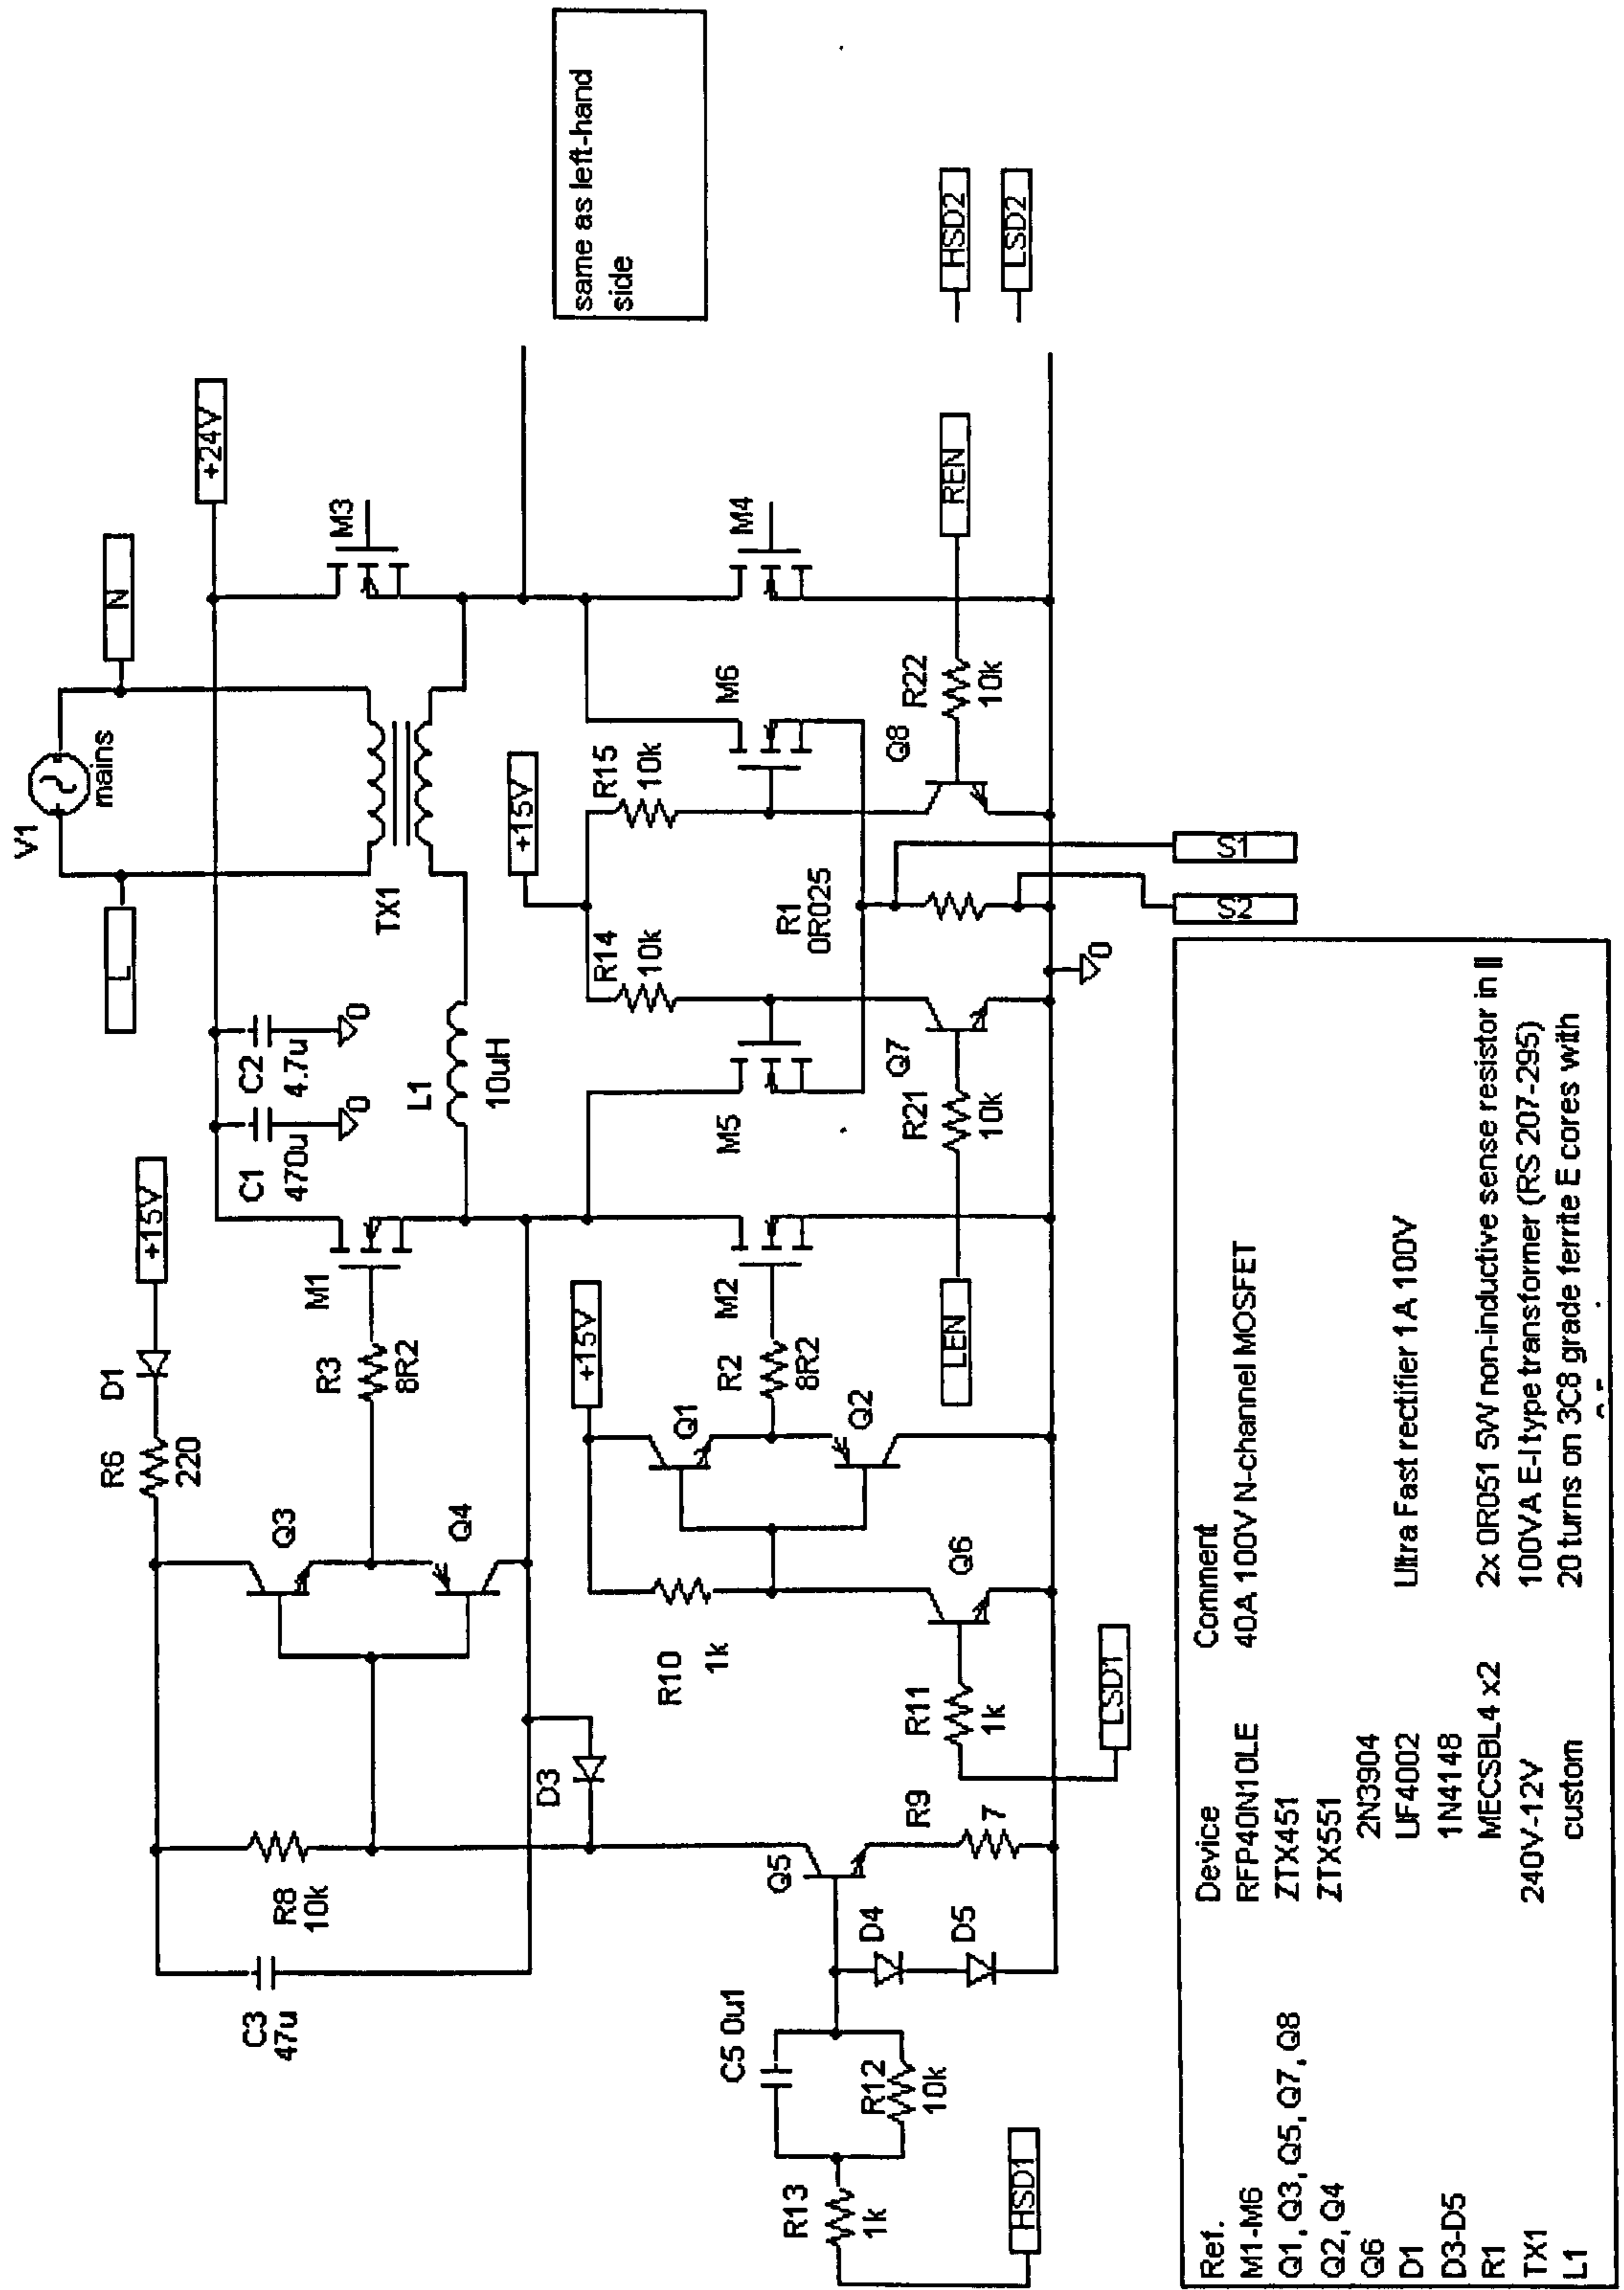 V1
mains
L
N
+24V
TX1
+15V
D1
R6
220
C1
470u
C2
4.7u
0
0
L1
10uH
M3
same as left-hand
side
C3
47u
R8
10k
Q3
Q4
R3
8R2
M1
D3
+15V
+15V
R14
10k
R15
10k
M5
M6
M4
R10
1k
Q1
Q2
R2
8R2
M2
R1
0R025
Q5
C5 0u1
R12
10k
R13
1k
HSD1
D4
D5
R9
7
R11
1k
Q6
LSD1
LEN
R21
10k
Q7
Q8
R22
10k
REN
HSD2
LSD2
0
S2
S1
Ref. Device Comment
M1-M6 RFP40N10LE 40A 100V N-channel MOSFET
Q1, Q3, Q5, Q7, Q8 ZTX451
Q2, Q4 ZTX551
Q6 2N3904
D1 UF4002 Ultra Fast rectifier 1A 100V
D3-D5 1N4148
R1 MECSBL4 x2 2x 0R051 5W non-inductive sense resistor in ||
TX1 240V-12V 100VA E-I type transformer (RS 207-295)
L1 custom 20 turns on 3C8 grade ferrite E cores with